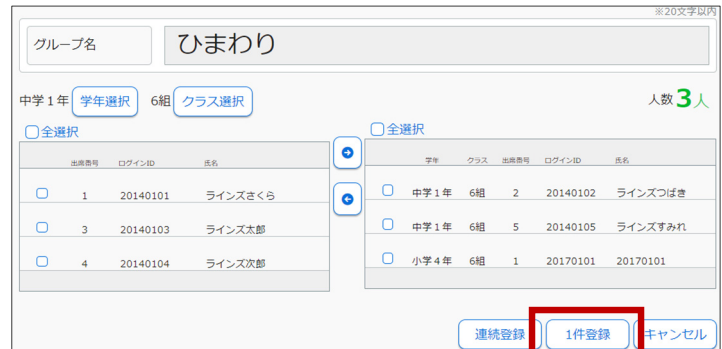 ※20文字以内
グループ名 ひまわり
中学1年 学年選択 6組 クラス選択 人数3人
全選択
出席番号 ログインID 氏名
1 20140101 ラインズさくら
3 20140103 ラインズ太郎
4 20140104 ラインズ次郎
全選択
学年 クラス 出席番号 ログインID 氏名
中学1年 6組 2 20140102 ラインズつばき
中学1年 6組 5 20140105 ラインズすみれ
小学4年 6組 1 20170101 20170101
連続登録 1件登録 キャンセル